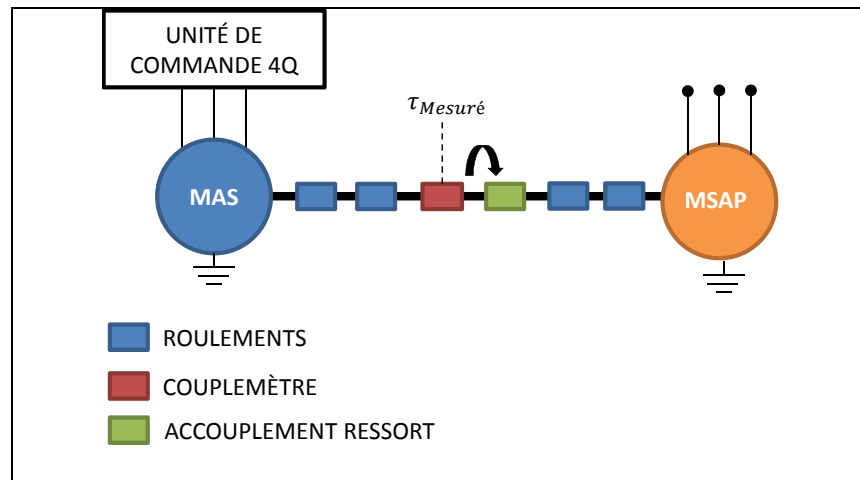 UNITÉ DE
COMMANDE 4Q
τMesuré
MAS
MSAP
ROULEMENTS
COUPLEMÈTRE
ACCOUPLEMENT RESSORT